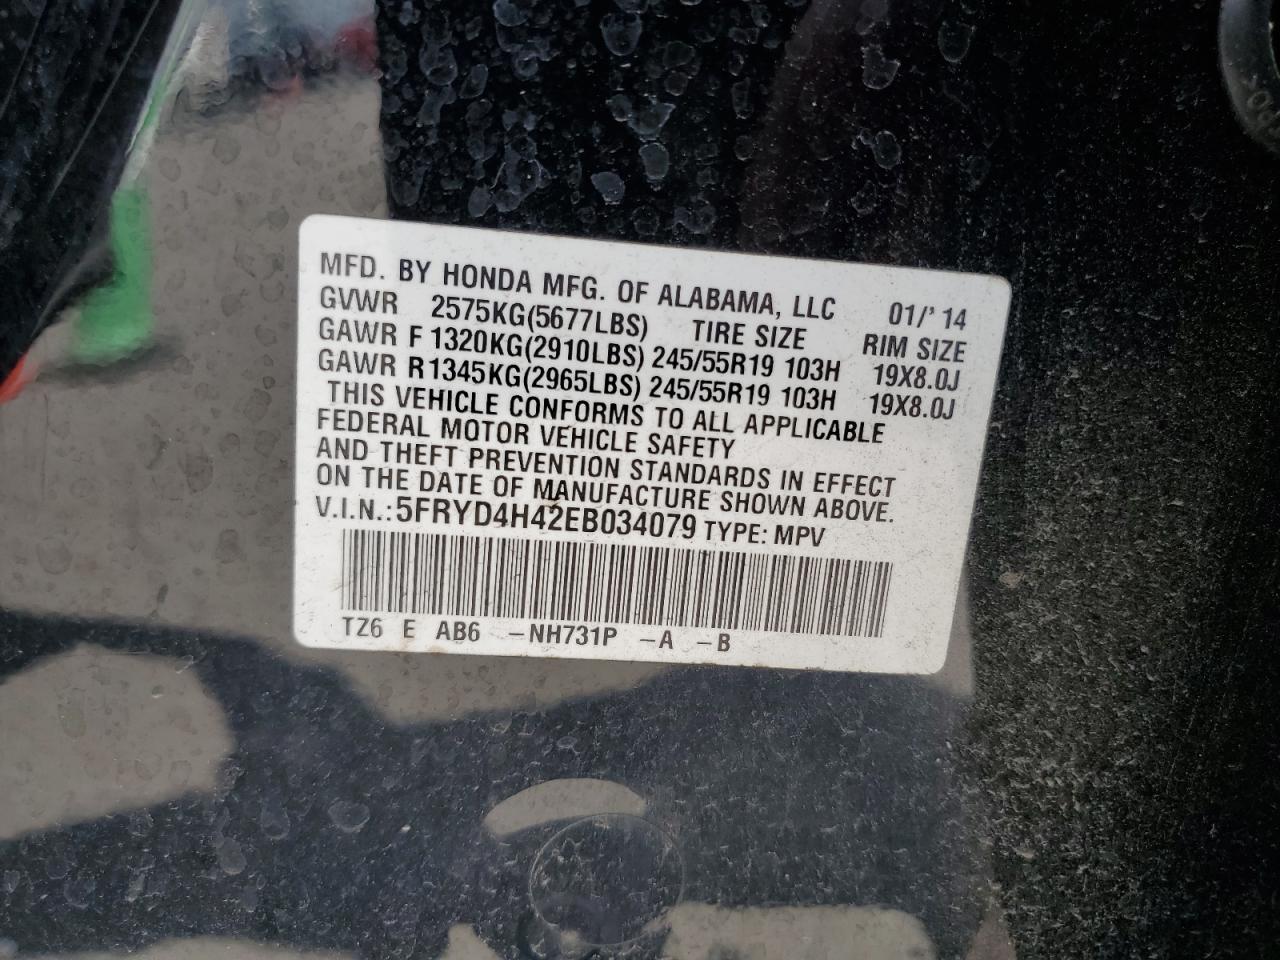 MFD. BY HONDA MFG. OF ALABAMA, LLC 01/'14
GVWR 2575KG(5677LBS) TIRE SIZE RIM SIZE
GAWR F 1320KG(2910LBS) 245/55R19 103H 19X8.0J
GAWR R1345KG(2965LBS) 245/55R19 103H 19X8.0J
THIS VEHICLE CONFORMS TO ALL APPLICABLE
FEDERAL MOTOR VEHICLE SAFETY
AND THEFT PREVENTION STANDARDS IN EFFECT
ON THE DATE OF MANUFACTURE SHOWN ABOVE.
V.I.N.:5FRYD4H42EB034079 TYPE: MPV
TZ6 E AB6 -NH731P -A -B